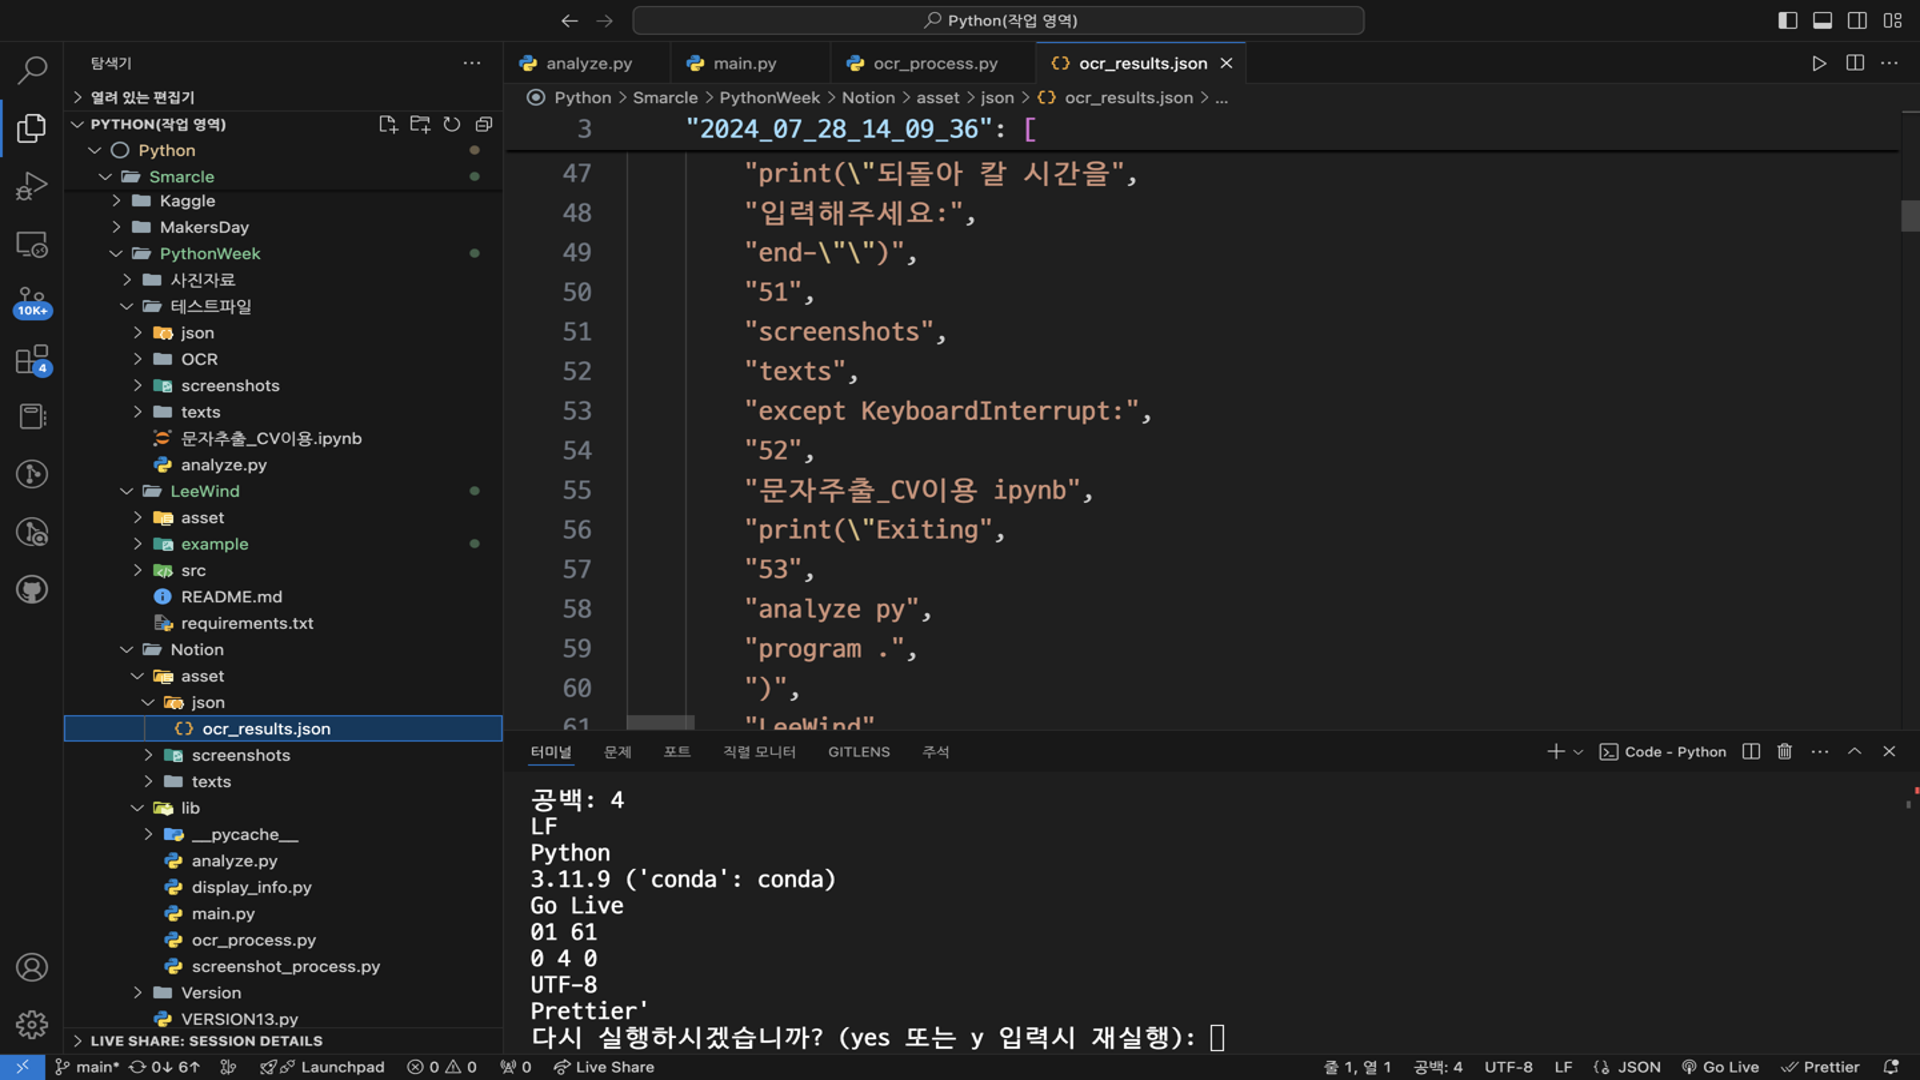 Python(작업 영역)
탐색기
열려 있는 편집기
PYTHON(작업 영역)
Python
Smarcle
Kaggle
MakersDay
PythonWeek
사진자료
테스트파일
json
OCR
screenshots
texts
문자추출_CV이용.ipynb
analyze.py
LeeWind
asset
example
src
README.md
requirements.txt
Notion
asset
json
ocr_results.json
screenshots
texts
lib
__pycache__
analyze.py
display_info.py
main.py
ocr_process.py
screenshot_process.py
Version
VERSION13.py
LIVE SHARE: SESSION DETAILS
10K+
4
analyze.py main.py ocr_process.py ocr_results.json
Python > Smarcle > PythonWeek > Notion > asset > json > {} ocr_results.json > ...
3 "2024_07_28_14_09_36": [
47 "print(\"되돌아 칼 시간을",
48 "입력해주세요:",
49 "end-\"\")",
50 "51",
51 "screenshots",
52 "texts",
53 "except KeyboardInterrupt:",
54 "52",
55 "문자주출_CV이용 ipynb",
56 "print(\"Exiting",
57 "53",
58 "analyze py",
59 "program .",
60 ")",
61 "LeeWind"
터미널 문제 포트 직렬 모니터 GITLENS 주석 Code - Python
공백: 4
LF
Python
3.11.9 ('conda': conda)
Go Live
01 61
0 4 0
UTF-8
Prettier'
다시 실행하시겠습니까? (yes 또는 y 입력시 재실행):
main* 0↓ 6↑ Launchpad 0 0 0 Live Share 줄 1, 열 1 공백: 4 UTF-8 LF {} JSON Go Live Prettier